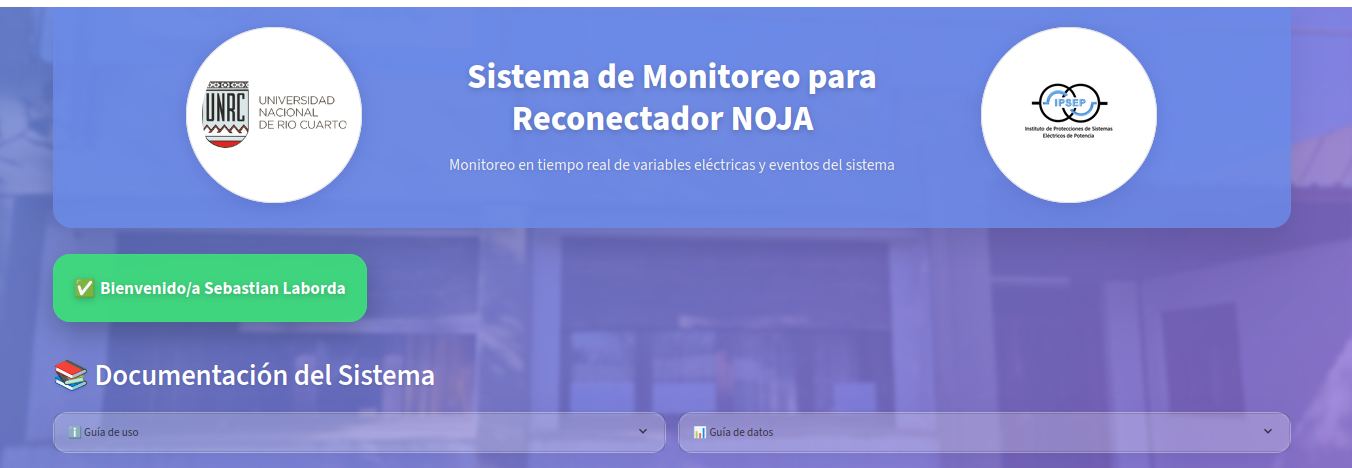 UNRC
UNIVERSIDAD
NACIONAL
DE RIO CUARTO
Sistema de Monitoreo para
Reconectador NOJA
Monitoreo en tiempo real de variables eléctricas y eventos del sistema
IPSEP
Instituto de Protecciones de Sistemas
Eléctricos de Potencia
Bienvenido/a Sebastian Laborda
Documentación del Sistema
Guía de uso
Guía de datos